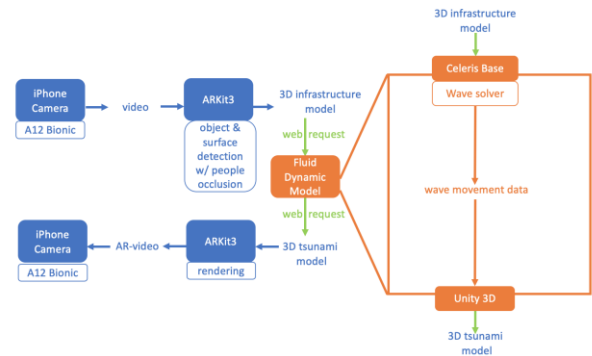 3D infrastructure
model
Celeris Base
Wave solver
iPhone
Camera
A12 Bionic
video
ARKit3
object &
surface
detection
w/ people
occlusion
3D infrastructure
model
web request
Fluid
Dynamic
Model
web request
wave movement data
iPhone
Camera
A12 Bionic
AR-video
ARKit3
rendering
3D tsunami
model
Unity 3D
3D tsunami
model